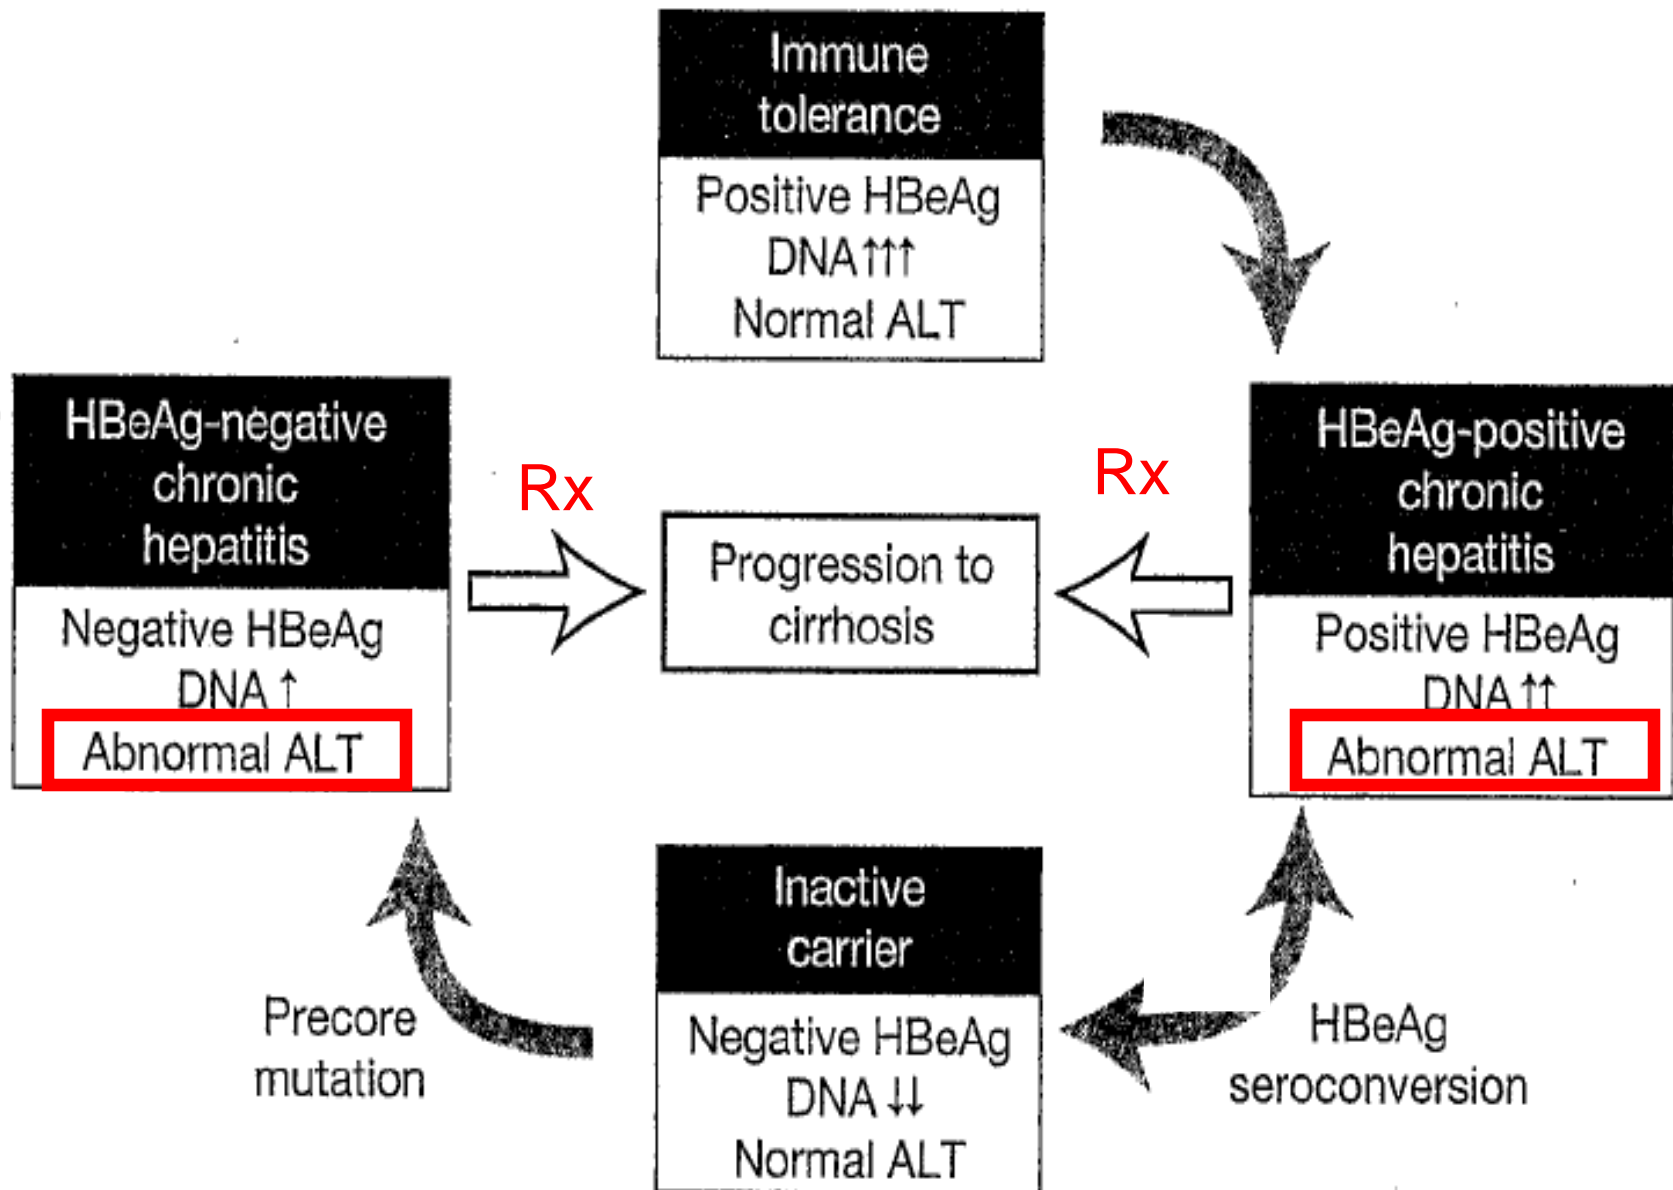 Immune
tolerance
Positive HBeAg
DNA↑↑↑
Normal ALT
HBeAg-negative
chronic
hepatitis
Negative HBeAg
DNA ↑
Abnormal ALT
Rx
Progression to
cirrhosis
Rx
HBeAg-positive
chronic
hepatitis
Positive HBeAg
DNA ↑↑
Abnormal ALT
Precore
mutation
Inactive
carrier
Negative HBeAg
DNA ↓↓
Normal ALT
HBeAg
seroconversion